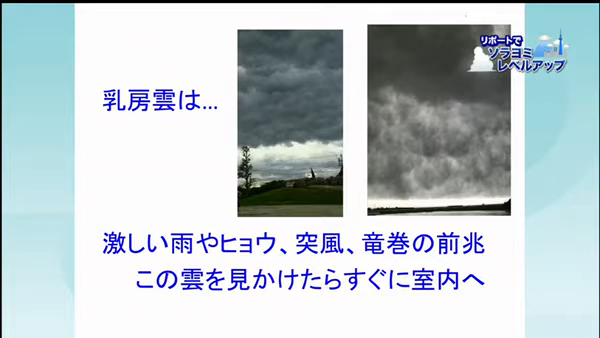 リポートで
ソラヨミ
レベルアップ
乳房雲は…
激しい雨やヒョウ、突風、竜巻の前兆
この雲を見かけたらすぐに室内へ